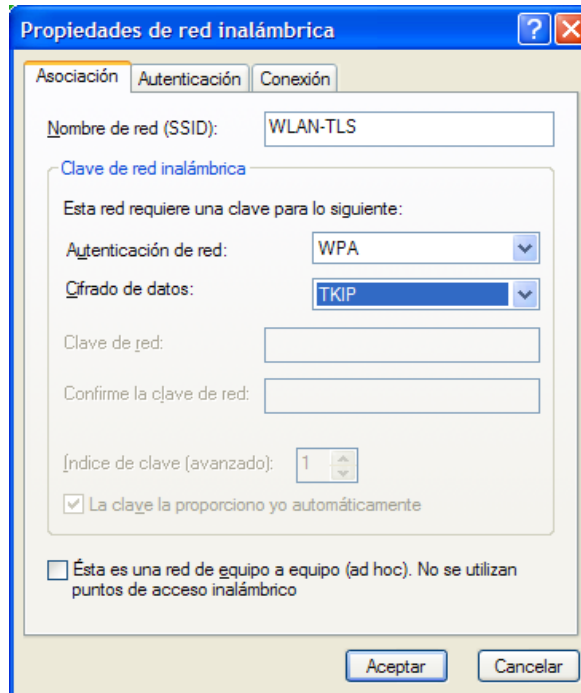 Propiedades de red inalámbrica
Asociación Autenticación Conexión
Nombre de red (SSID): WLAN-TLS
Clave de red inalámbrica
Esta red requiere una clave para lo siguiente:
Autenticación de red: WPA
Cifrado de datos: TKIP
Clave de red:
Confirme la clave de red:
Índice de clave (avanzado): 1
La clave la proporciono yo automáticamente
Ésta es una red de equipo a equipo (ad hoc). No se utilizan
puntos de acceso inalámbrico
Aceptar Cancelar